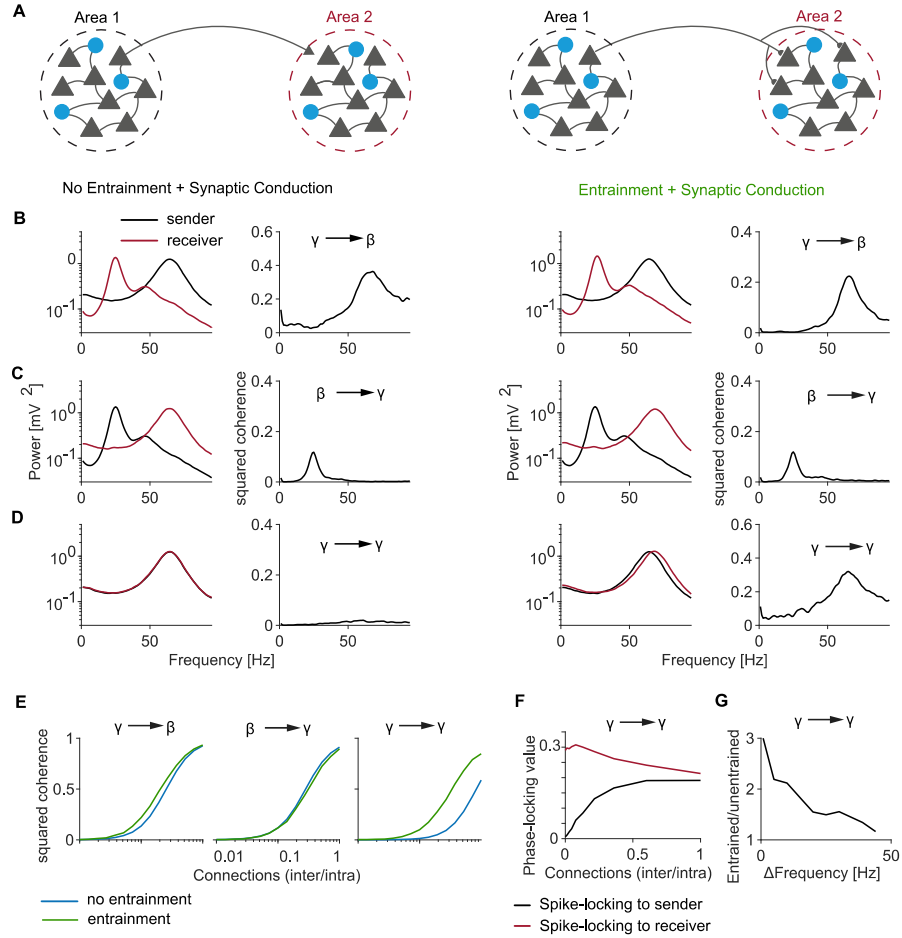 A
Area 1
Area 2
Area 1
Area 2
No Entrainment + Synaptic Conduction
Entrainment + Synaptic Conduction
B
sender
receiver
10^0
10^-1
0
50
0.6
0.4
0.2
0
0
50
γ → β
10^0
10^-1
0
50
0.6
0.4
0.2
0
0
50
γ → β
C
Power [mV^2]
10^0
10^-1
0
50
squared coherence
0.4
0.2
0
0
50
β → γ
10^0
10^-1
0
50
squared coherence
0.4
0.2
0
0
50
β → γ
D
10^0
10^-1
0
50
0.4
0.2
0
0
50
γ → γ
10^0
10^-1
0
50
0.6
0.4
0.2
0
0
50
γ → γ
Frequency [Hz]
Frequency [Hz]
E
γ → β
β → γ
γ → γ
squared coherence
1
0.5
0
0.01
0.1
1
Connections (inter/intra)
no entrainment
entrainment
F
γ → γ
Phase-locking value
0.3
0
0
1
Connections (inter/intra)
Spike-locking to sender
Spike-locking to receiver
G
γ → γ
Entrained/unentrained
3
2
1
0
50
ΔFrequency [Hz]